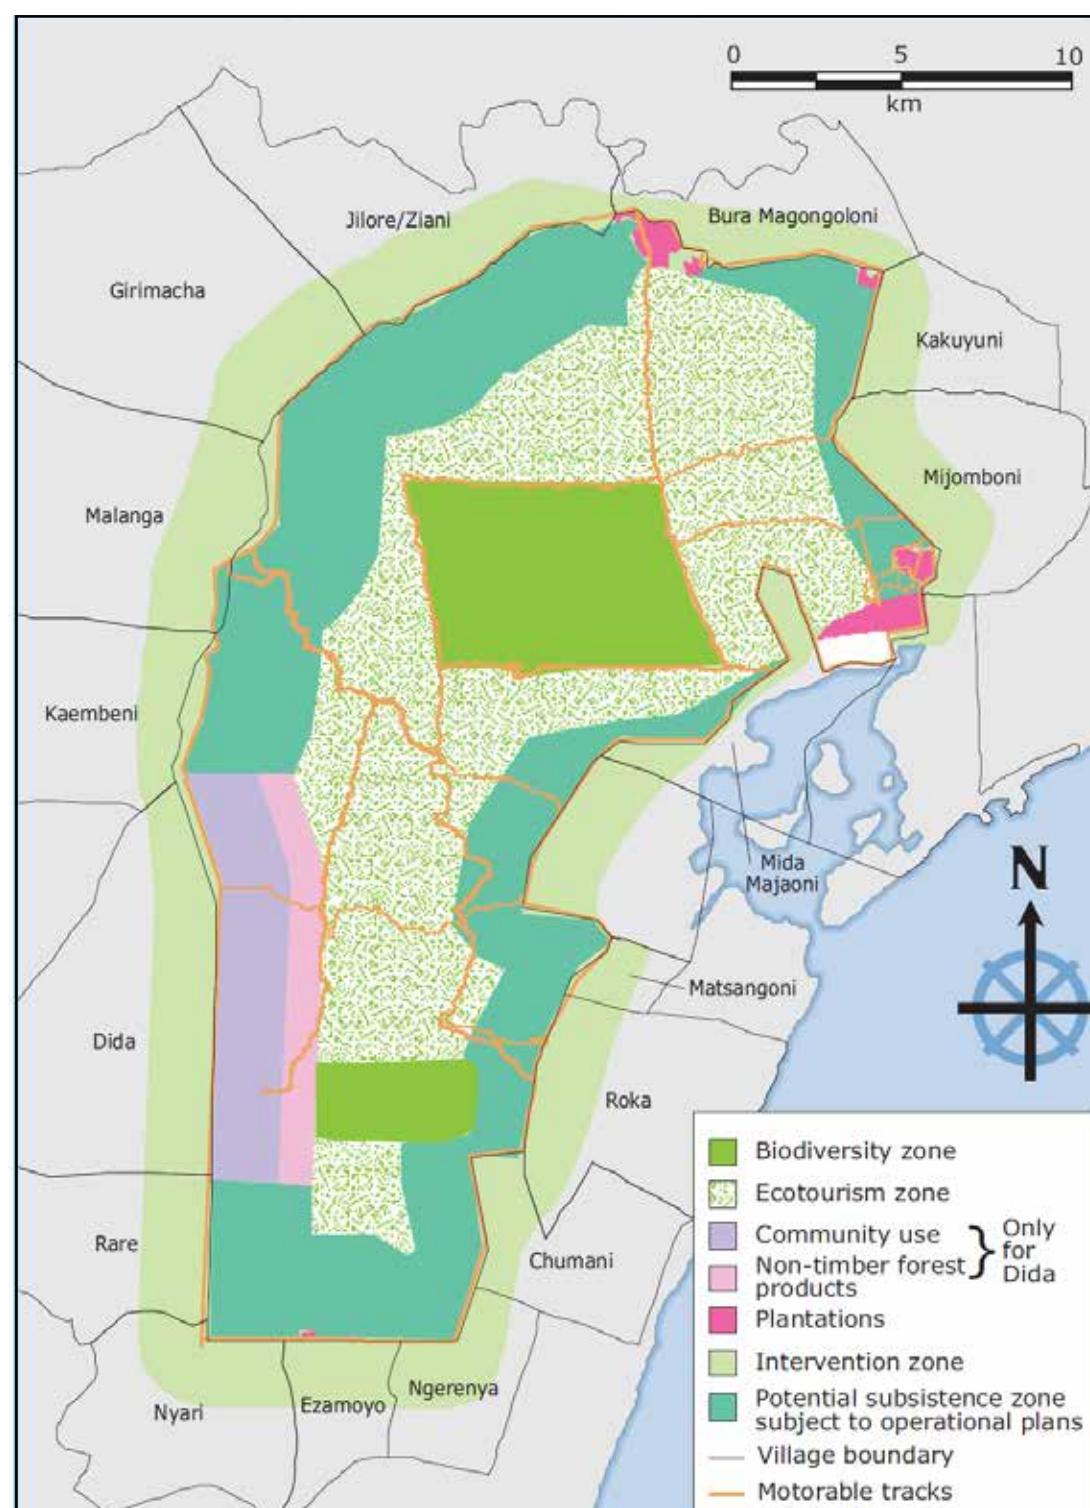 0 5 10
km
Jilore/Ziani
Bura Magongoloni
Girimacha
Kakuyuni
Mijomboni
Malanga
Kaembeni
Mida
Majaoni
N
Matsangoni
Dida
Roka
Rare
Chumani
Nyari
Ezamoyo
Ngerenya
Biodiversity zone
Ecotourism zone
Community use
Non-timber forest
products
} Only
for
Dida
Plantations
Intervention zone
Potential subsistence zone
subject to operational plans
Village boundary
Motorable tracks